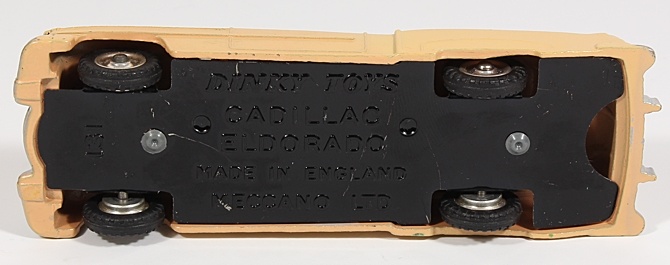 DINKY TOYS
CADILLAC
ELDORADO
MADE IN ENGLAND
MECCANO LTD
131